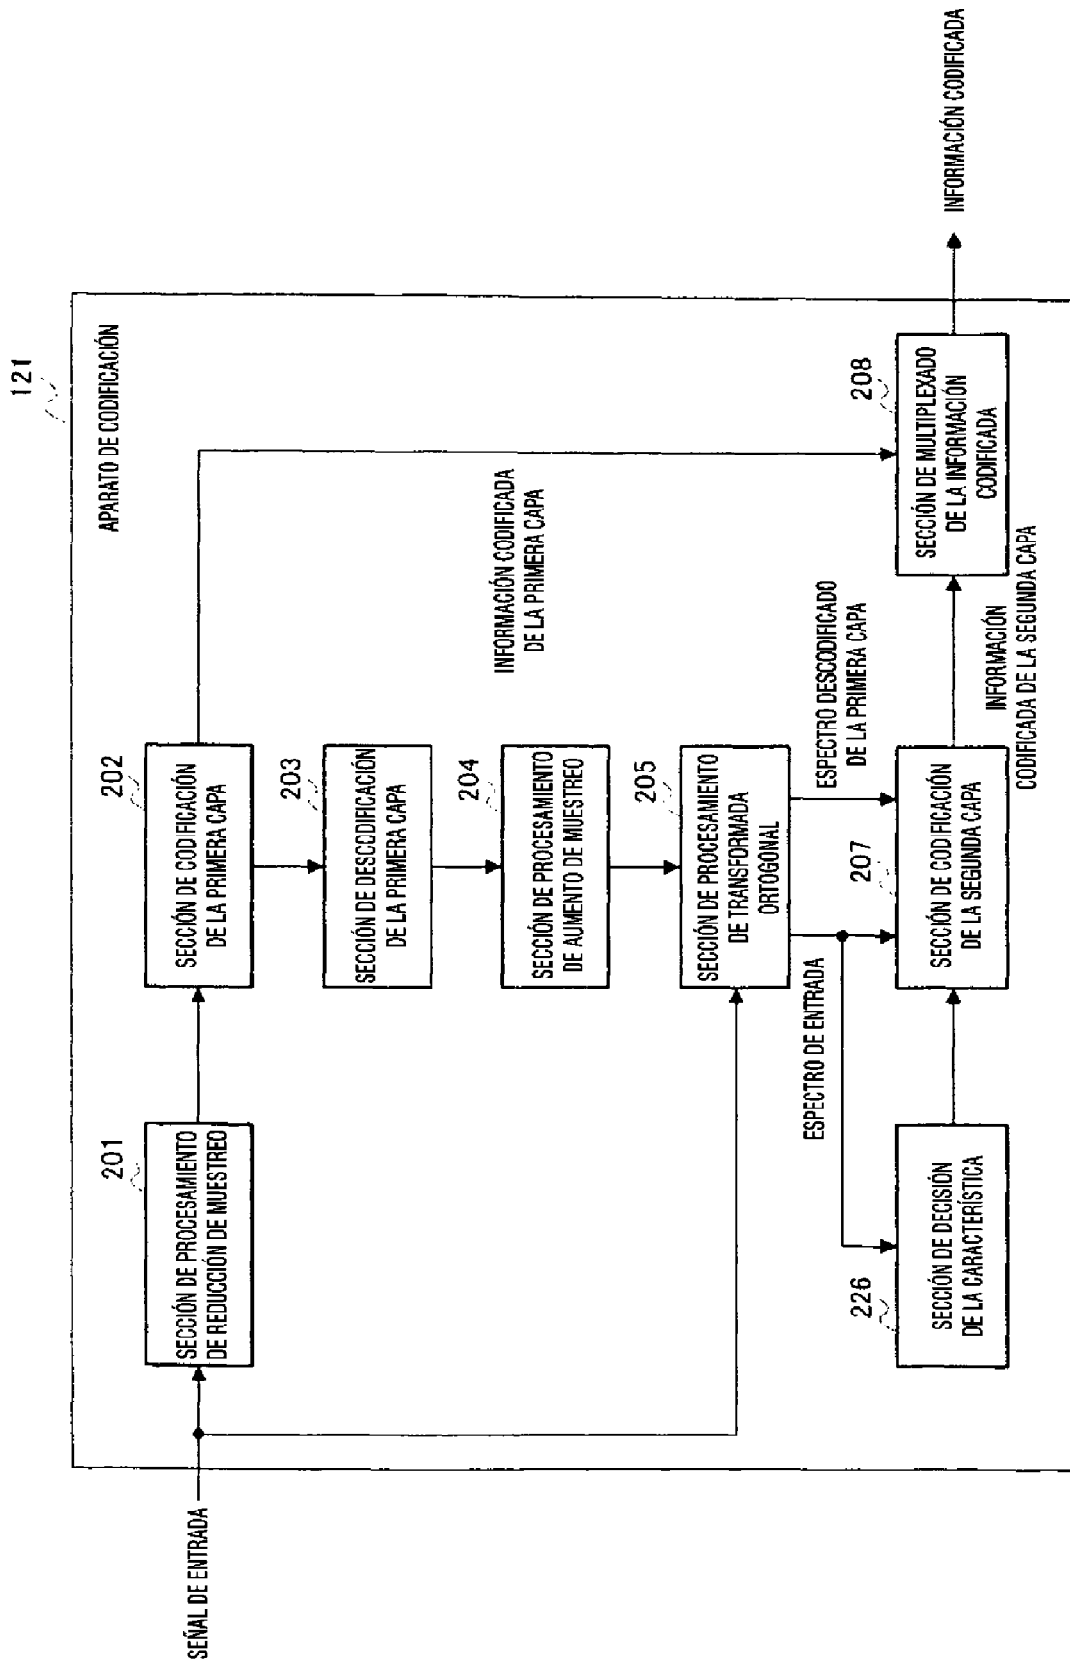 121
APARATO DE CODIFICACIÓN
SEÑAL DE ENTRADA
201
SECCIÓN DE PROCESAMIENTO
DE REDUCCIÓN DE MUESTREO
202
SECCIÓN DE CODIFICACIÓN
DE LA PRIMERA CAPA
203
SECCIÓN DE DESCODIFICACIÓN
DE LA PRIMERA CAPA
INFORMACIÓN CODIFICADA
DE LA PRIMERA CAPA
204
SECCIÓN DE PROCESAMIENTO
DE AUMENTO DE MUESTREO
205
SECCIÓN DE PROCESAMIENTO
DE TRANSFORMADA
ORTOGONAL
ESPECTRO DE ENTRADA
ESPECTRO DESCODIFICADO
DE LA PRIMERA CAPA
226
SECCIÓN DE DECISIÓN
DE LA CARACTERÍSTICA
207
SECCIÓN DE CODIFICACIÓN
DE LA SEGUNDA CAPA
INFORMACIÓN
CODIFICADA DE LA SEGUNDA CAPA
208
SECCIÓN DE MULTIPLEXADO
DE LA INFORMACIÓN
CODIFICADA
INFORMACIÓN CODIFICADA